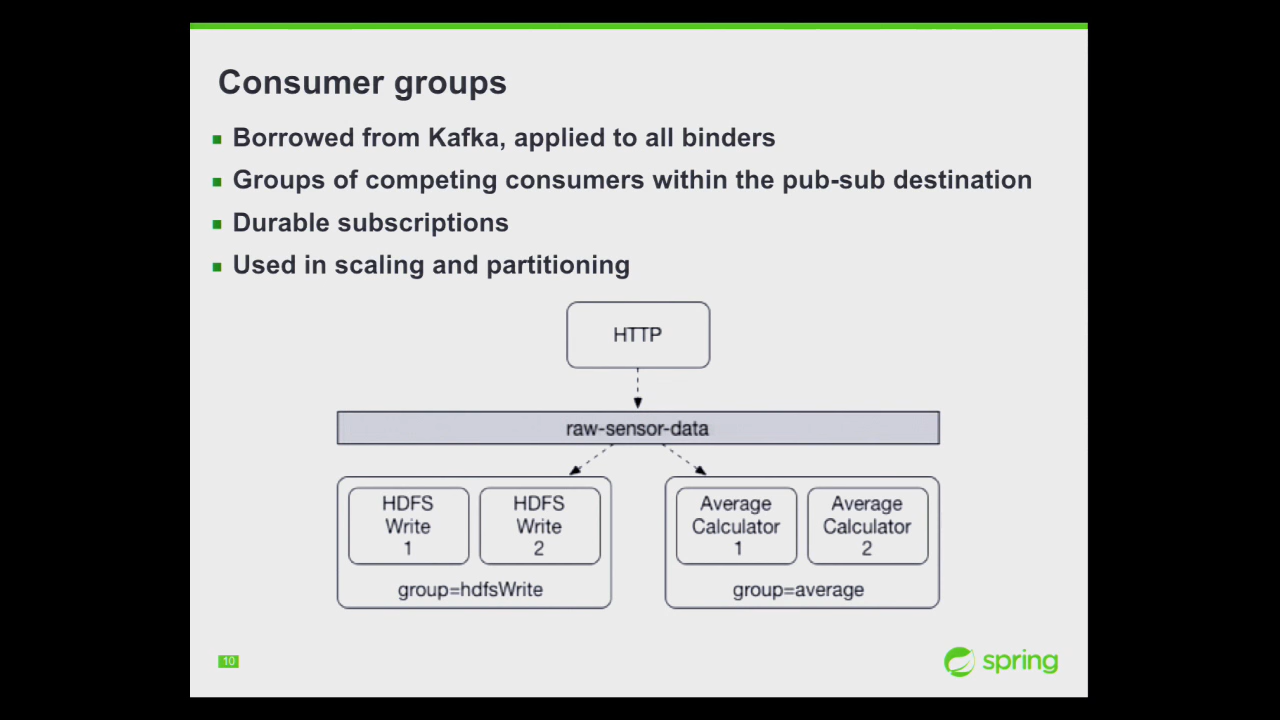 Consumer groups
Borrowed from Kafka, applied to all binders
Groups of competing consumers within the pub-sub destination
Durable subscriptions
Used in scaling and partitioning
HTTP
raw-sensor-data
HDFS
Write
1
HDFS
Write
2
group=hdfsWrite
Average
Calculator
1
Average
Calculator
2
group=average
10
spring